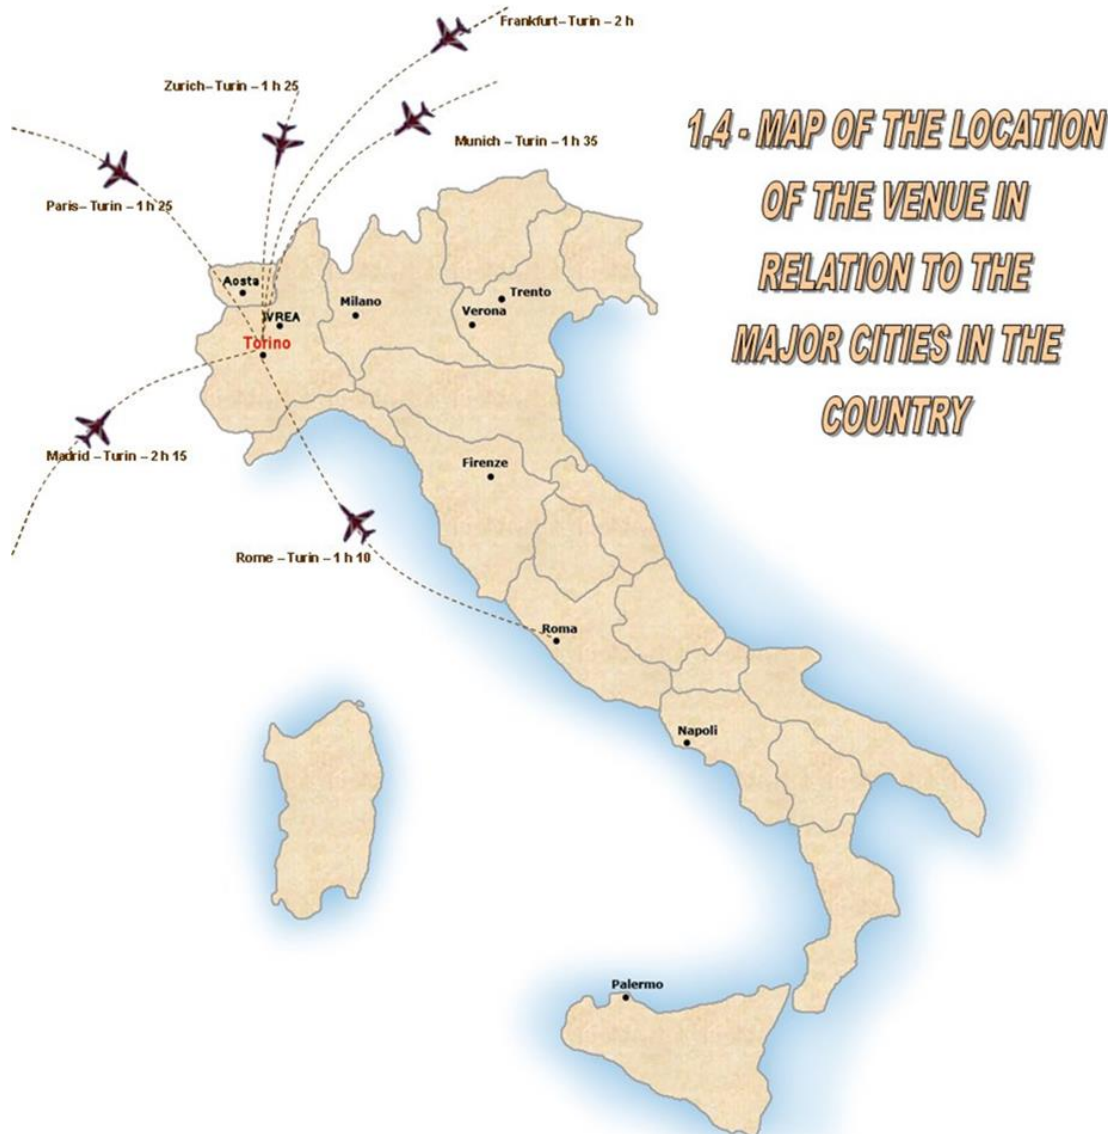 Frankfurt– Turin – 2 h
Zurich– Turin – 1 h 25
Munich – Turin – 1 h 35
Paris– Turin – 1 h 25
1.4 - MAP OF THE LOCATION
OF THE VENUE IN
RELATION TO THE
MAJOR CITIES IN THE
COUNTRY
Aosta
IVREA
Torino
Milano
Trento
Verona
Madrid – Turin – 2 h 15
Firenze
Rome – Turin – 1 h 10
Roma
Napoli
Palermo